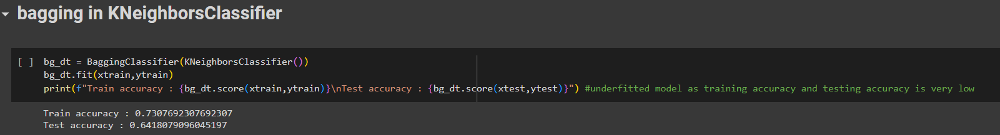 bagging in KNeighborsClassifier
[ ] bg_dt = BaggingClassifier(KNeighborsClassifier())
bg_dt.fit(xtrain,ytrain)
print(f"Train accuracy : {bg_dt.score(xtrain,ytrain)}\nTest accuracy : {bg_dt.score(xtest,ytest)}") #underfitted model as training accuracy and testing accuracy is very low
Train accuracy : 0.7307692307692307
Test accuracy : 0.6418079096045197